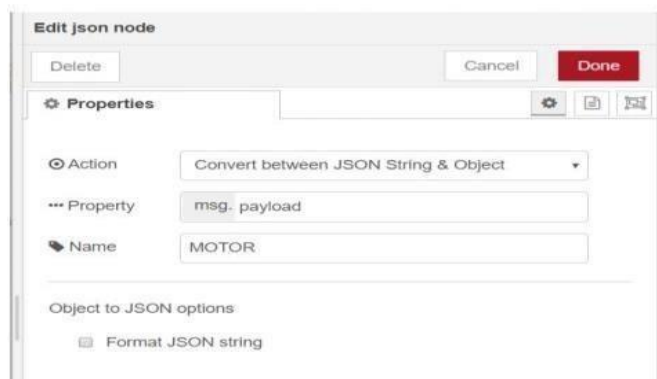 Edit json node
Delete Cancel Done
Properties
Action Convert between JSON String & Object
Property msg. payload
Name MOTOR
Object to JSON options
Format JSON string